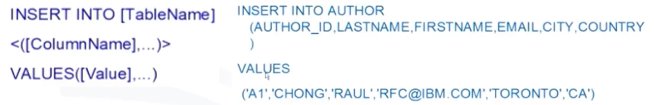 INSERT INTO [TableName]
<([ColumnName],...)>
VALUES([Value],...)
INSERT INTO AUTHOR
(AUTHOR_ID,LASTNAME,FIRSTNAME,EMAIL,CITY,COUNTRY
)
VALUES
('A1','CHONG','RAUL','RFC@IBM.COM','TORONTO','CA')